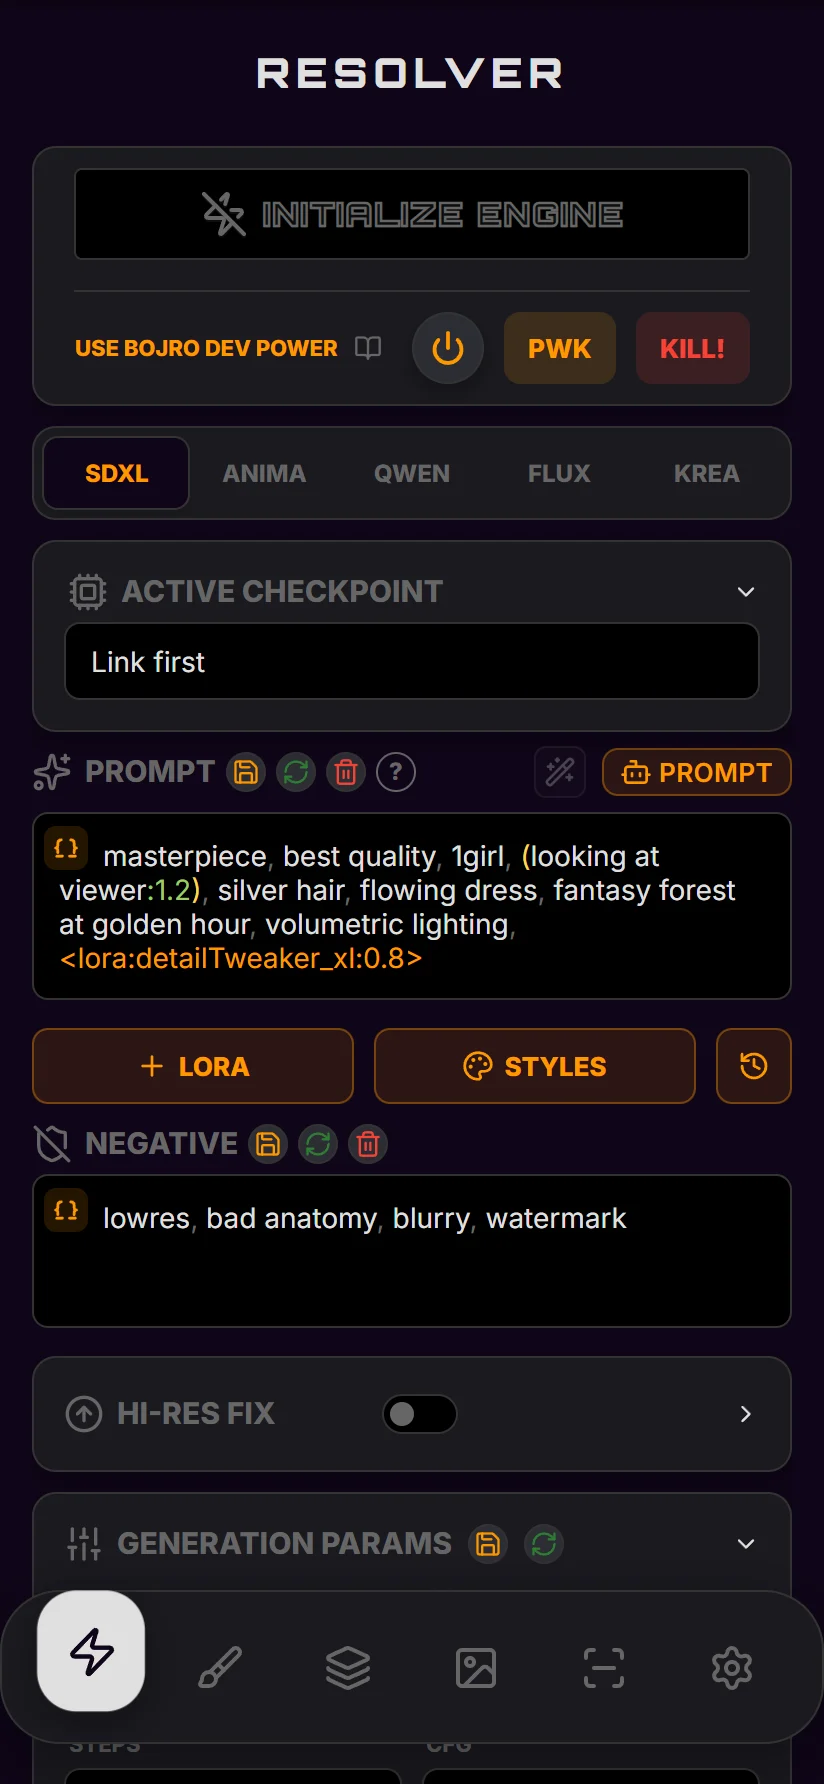 RESOLVER
INITIALIZE ENGINE
USE BOJRO DEV POWER
PWK
KILL!
SDXL
ANIMA
QWEN
FLUX
KREA
ACTIVE CHECKPOINT
Link first
PROMPT
?
PROMPT
{} masterpiece, best quality, 1girl, (looking at
viewer:1.2), silver hair, flowing dress, fantasy forest
at golden hour, volumetric lighting,
<lora:detailTweaker_xl:0.8>
+ LORA
STYLES
NEGATIVE
{} lowres, bad anatomy, blurry, watermark
HI-RES FIX
GENERATION PARAMS
STEPS
CFG